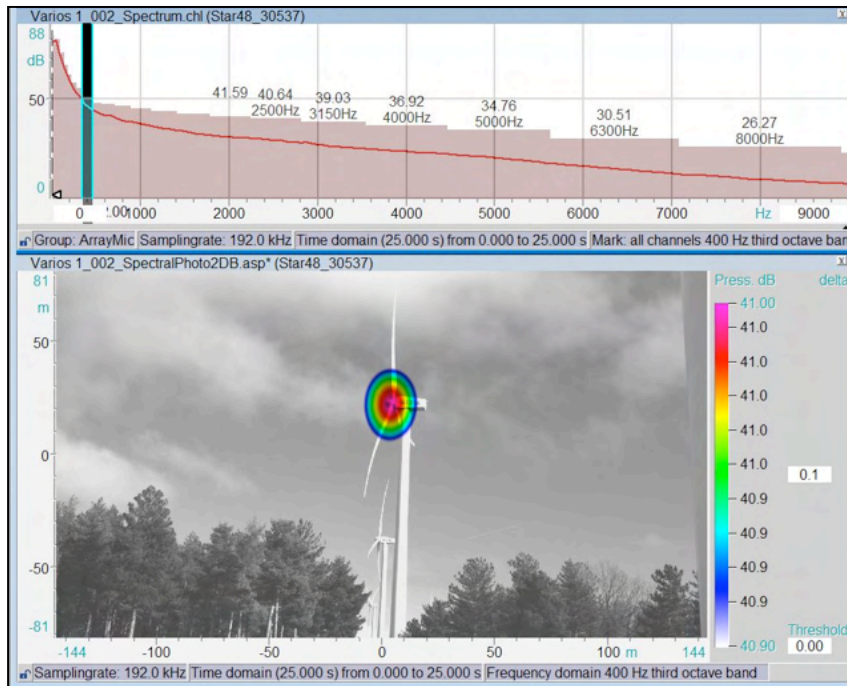 Varios 1_002_Spectrum.chl (Star48_30537)
88
dB
50
0
41.59
40.64
2500Hz
39.03
3150Hz
36.92
4000Hz
34.76
5000Hz
30.51
6300Hz
26.27
8000Hz
0 1000 2000 3000 4000 5000 6000 7000 Hz 9000
Group: ArrayMic Samplingrate: 192.0 kHz Time domain (25.000 s) from 0.000 to 25.000 s Mark: all channels 400 Hz third octave ban
Varios 1_002_SpectralPhoto2DB.asp* (Star48_30537)
81
m
50
0
-50
-81
-144 -100 -50 0 50 100 m 144
Press. dB delta
41.00
41.0
41.0
41.0
41.0
41.0
40.9
40.9
40.9
40.9
40.90
0.1
Threshold
0.00
Samplingrate: 192.0 kHz Time domain (25.000 s) from 0.000 to 25.000 s Frequency domain 400 Hz third octave band